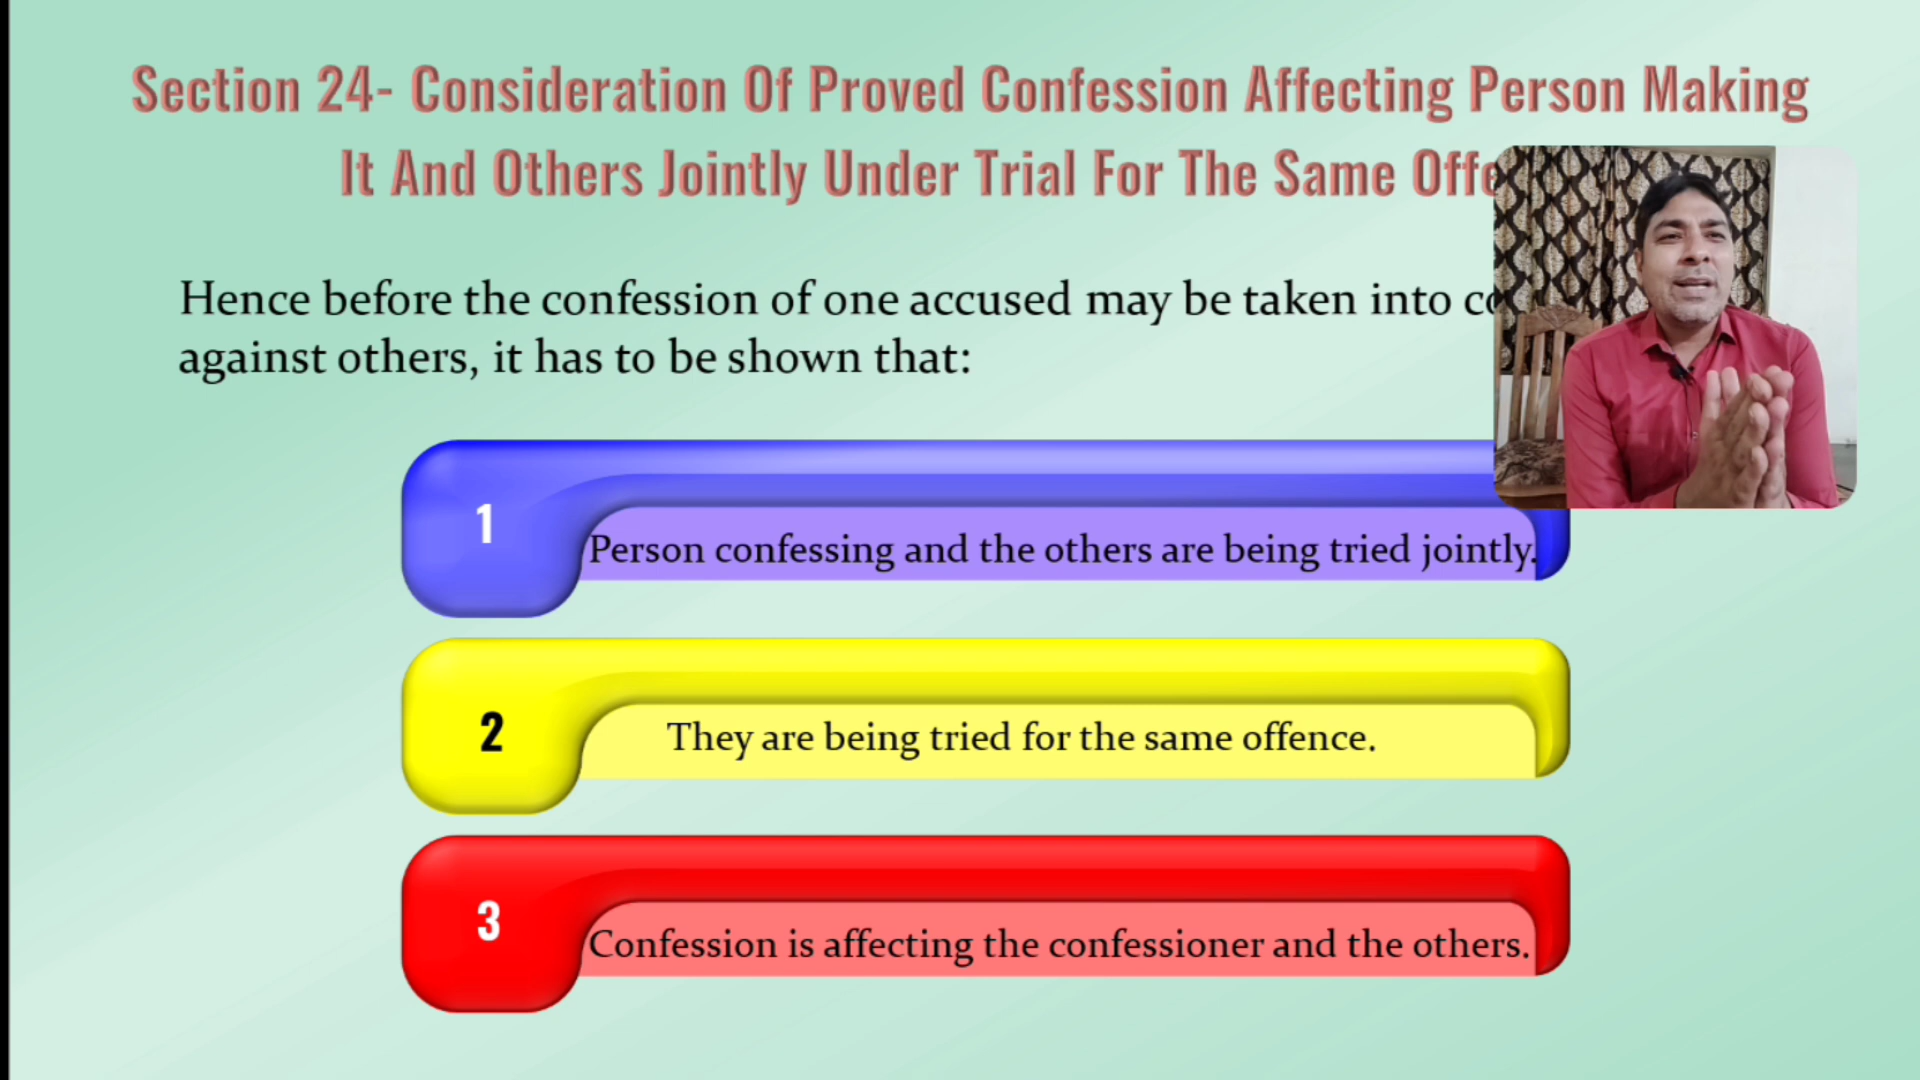 Section 24- Consideration Of Proved Confession Affecting Person Making
It And Others Jointly Under Trial For The Same
Hence before the confession of one accused may be taken into
against others, it has to be shown that:
1
Person confessing and the others are being tried jointly.
2
They are being tried for the same offence.
3
Confession is affecting the confessioner and the others.